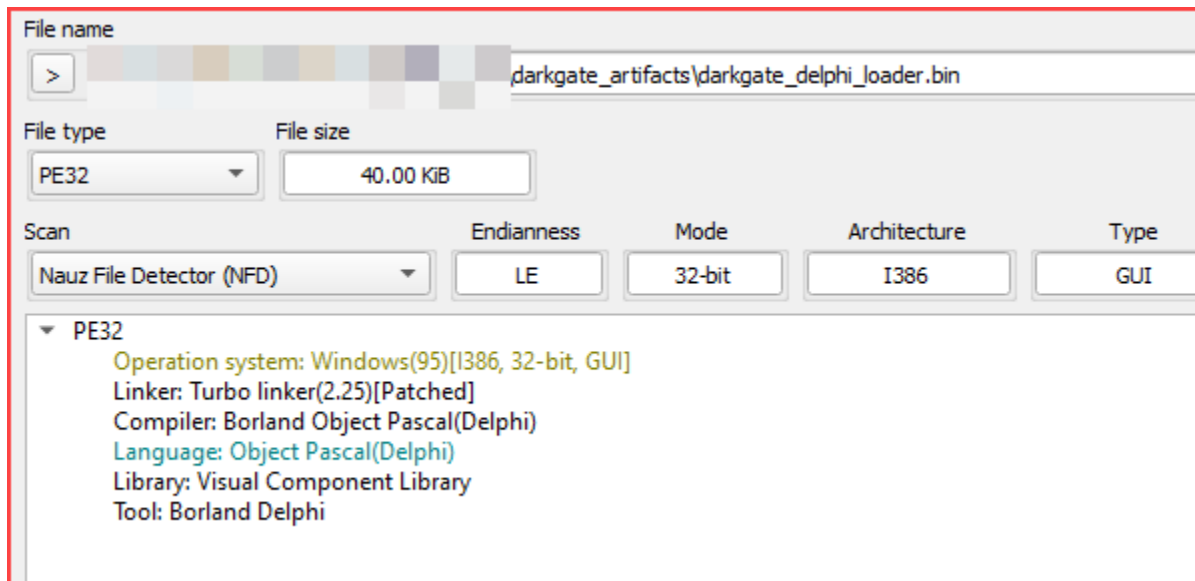 File name
> \darkgate_artifacts\darkgate_delphi_loader.bin
File type File size
PE32 40.00 KiB
Scan Endianness Mode Architecture Type
Nauz File Detector (NFD) LE 32-bit I386 GUI
PE32
Operation system: Windows(95)[I386, 32-bit, GUI]
Linker: Turbo linker(2.25)[Patched]
Compiler: Borland Object Pascal(Delphi)
Language: Object Pascal(Delphi)
Library: Visual Component Library
Tool: Borland Delphi